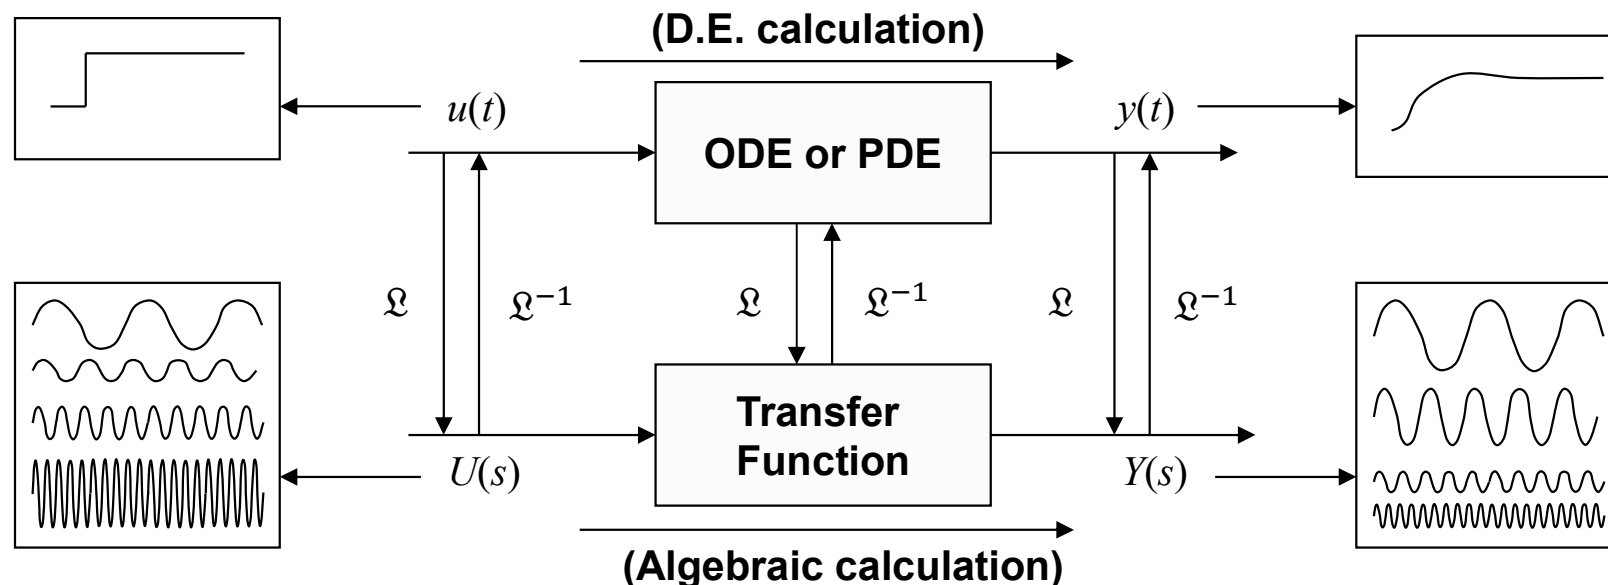 (D.E. calculation)
u(t)
ODE or PDE
y(t)
𝔏
𝔏⁻¹
𝔏
𝔏⁻¹
𝔏
𝔏⁻¹
U(s)
Transfer
Function
Y(s)
(Algebraic calculation)